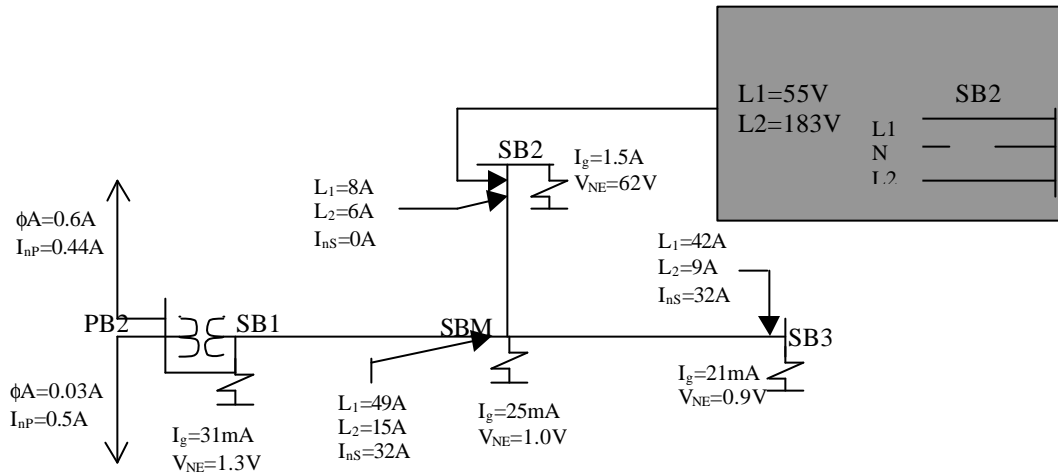 L1=55V
L2=183V
SB2
L1
N
L2
SB2
Ig=1.5A
VNE=62V
L1=8A
L2=6A
InS=0A
ϕA=0.6A
InP=0.44A
L1=42A
L2=9A
InS=32A
PB2
SB1
SBM
SB3
ϕA=0.03A
InP=0.5A
Ig=31mA
VNE=1.3V
L1=49A
L2=15A
InS=32A
Ig=25mA
VNE=1.0V
Ig=21mA
VNE=0.9V